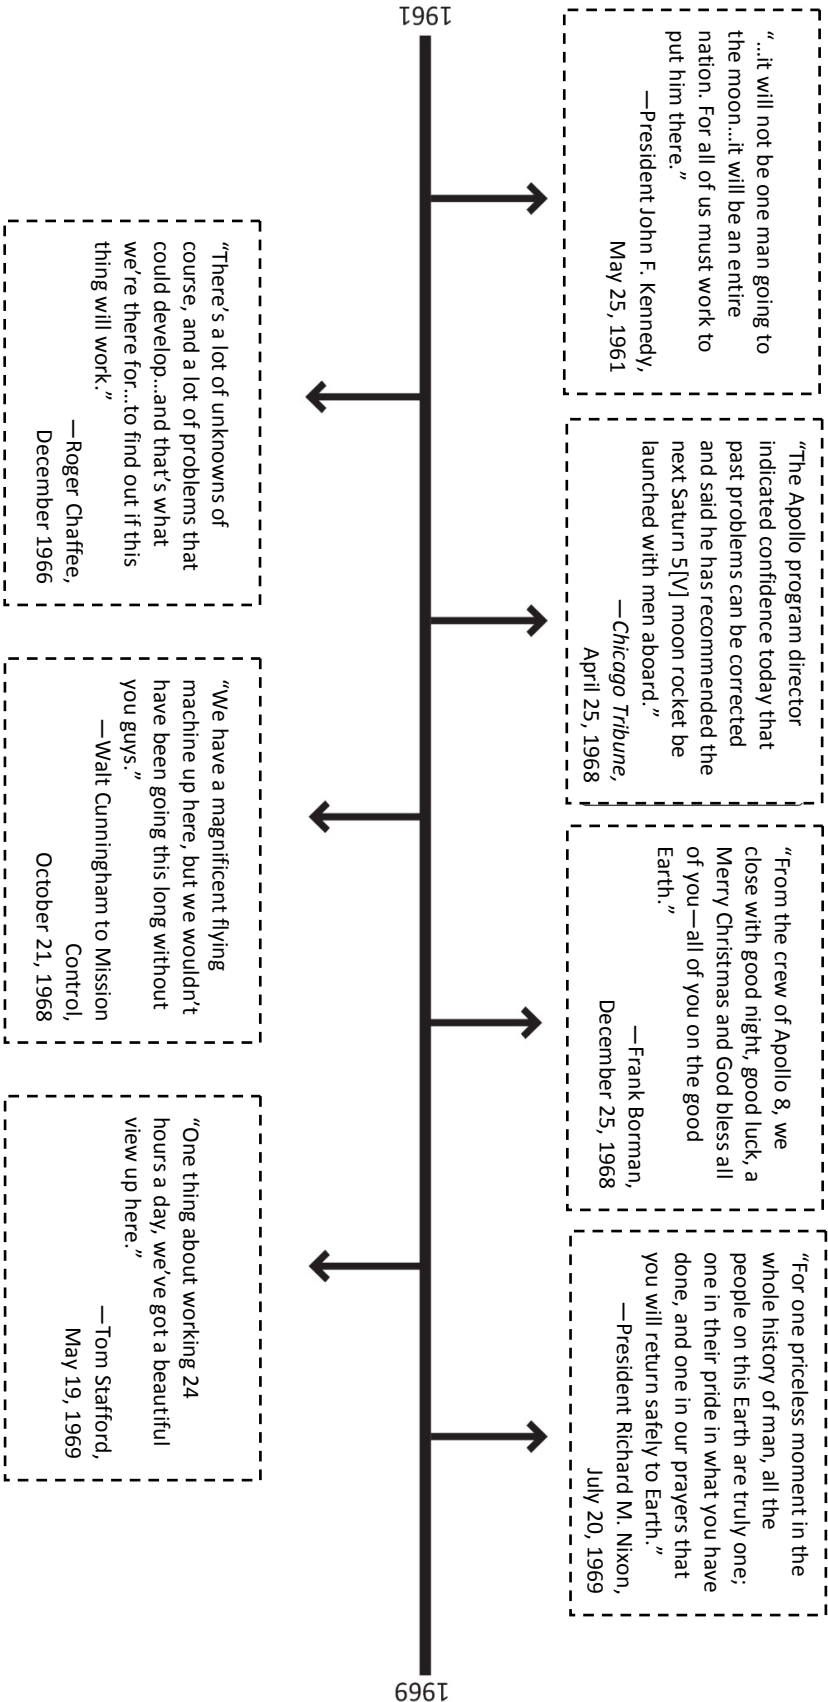 1961
“…it will not be one man going to
the moon…it will be an entire
nation. For all of us must work to
put him there.”
—President John F. Kennedy,
May 25, 1961
“There’s a lot of unknowns of
course, and a lot of problems that
could develop…and that’s what
we’re there for…to find out if this
thing will work.”
—Roger Chaffee,
December 1966
“The Apollo program director
indicated confidence today that
past problems can be corrected
and said he has recommended the
next Saturn 5[V] moon rocket be
launched with men aboard.”
—Chicago Tribune,
April 25, 1968
“We have a magnificent flying
machine up here, but we wouldn’t
have been going this long without
you guys.”
—Walt Cunningham to Mission
Control,
October 21, 1968
“From the crew of Apollo 8, we
close with good night, good luck, a
Merry Christmas and God bless all
of you—all of you on the good
Earth.”
—Frank Borman,
December 25, 1968
“One thing about working 24
hours a day, we’ve got a beautiful
view up here.”
—Tom Stafford,
May 19, 1969
“For one priceless moment in the
whole history of man, all the
people on this Earth are truly one;
one in their pride in what you have
done, and one in our prayers that
you will return safely to Earth.”
—President Richard M. Nixon,
July 20, 1969
1969